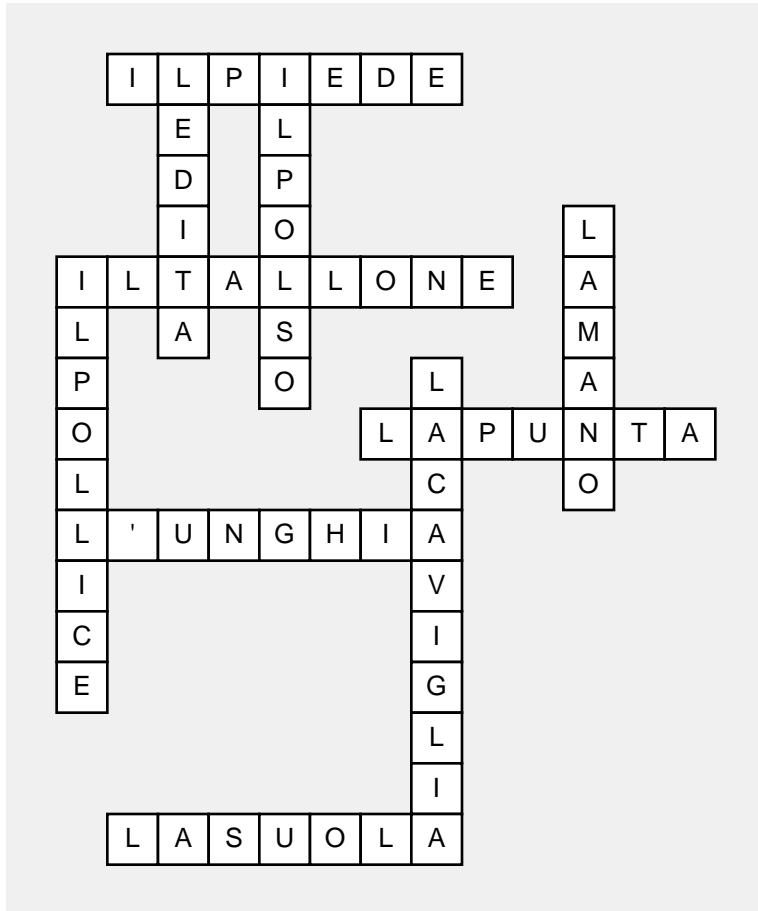 ILPIEDE
LEDITA
ILPOLSO
LAMANO
ILTALLONE
ILPOLLICE
LACAVIGLIA
LAPUNTA
L'UNGHIA
LASUOLA